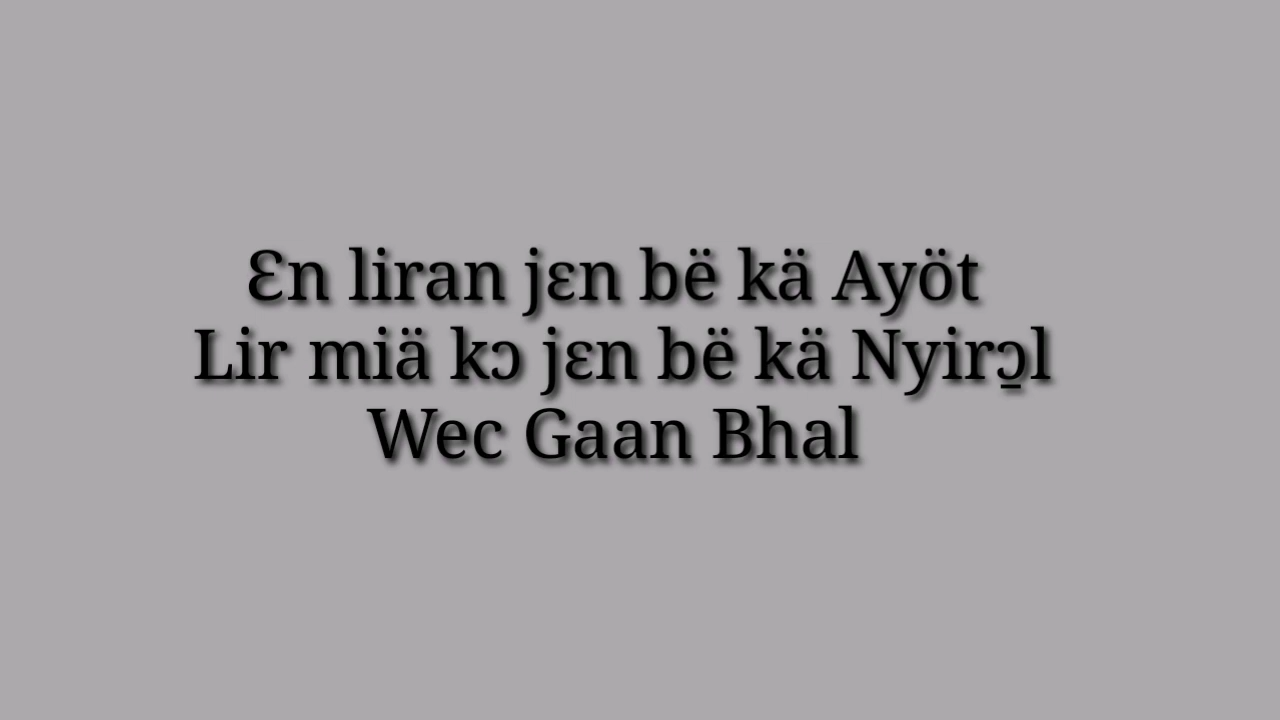 Ɛn liran jɛn bë kä Ayöt
Lir miä kɔ jɛn bë kä Nyirɔ̱l
Wec Gaan Bhal